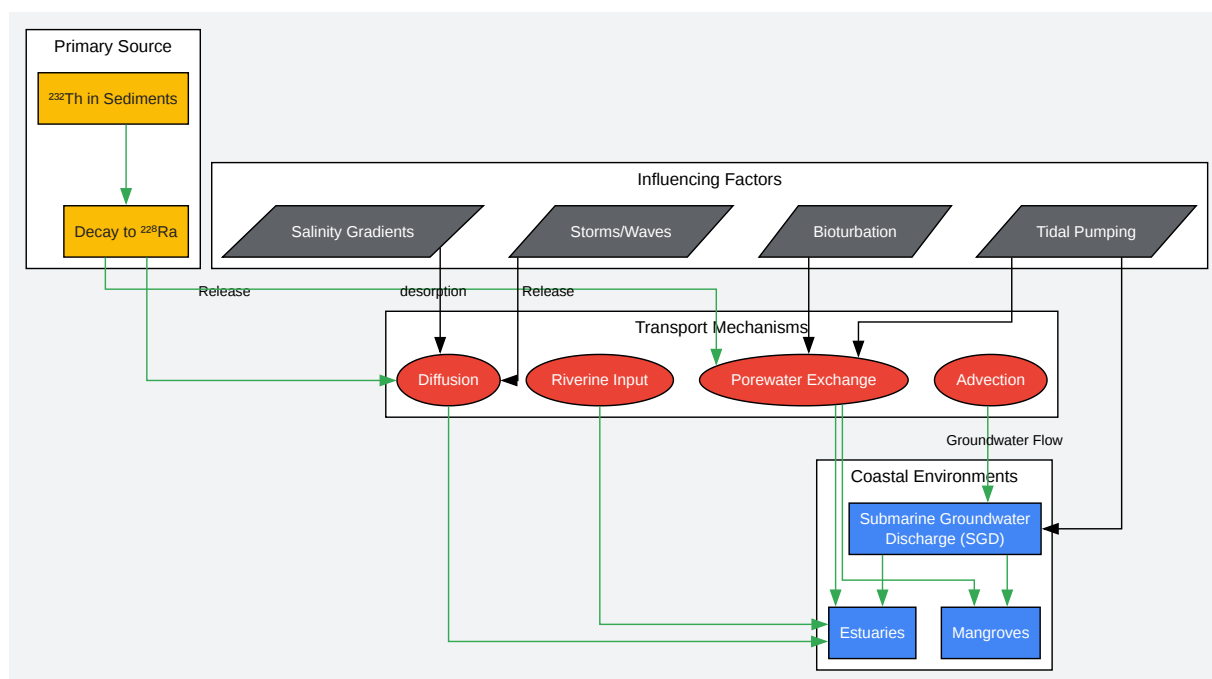 Primary Source
²³²Th in Sediments
Decay to ²²⁸Ra
Influencing Factors
Salinity Gradients
Storms/Waves
Bioturbation
Tidal Pumping
Release
desorption
Release
Transport Mechanisms
Diffusion
Riverine Input
Porewater Exchange
Advection
Groundwater Flow
Coastal Environments
Submarine Groundwater
Discharge (SGD)
Estuaries
Mangroves